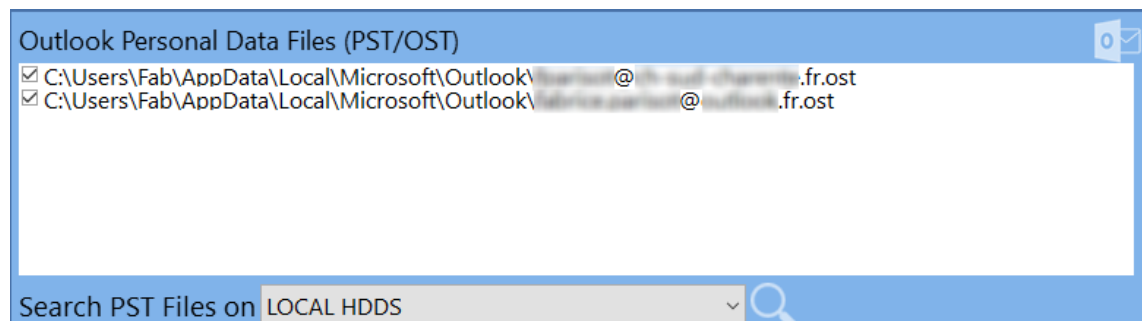 Outlook Personal Data Files (PST/OST)
C:\Users\Fab\AppData\Local\Microsoft\Outlook\ @ .fr.ost
C:\Users\Fab\AppData\Local\Microsoft\Outlook\ @ .fr.ost
Search PST Files on LOCAL HDDS